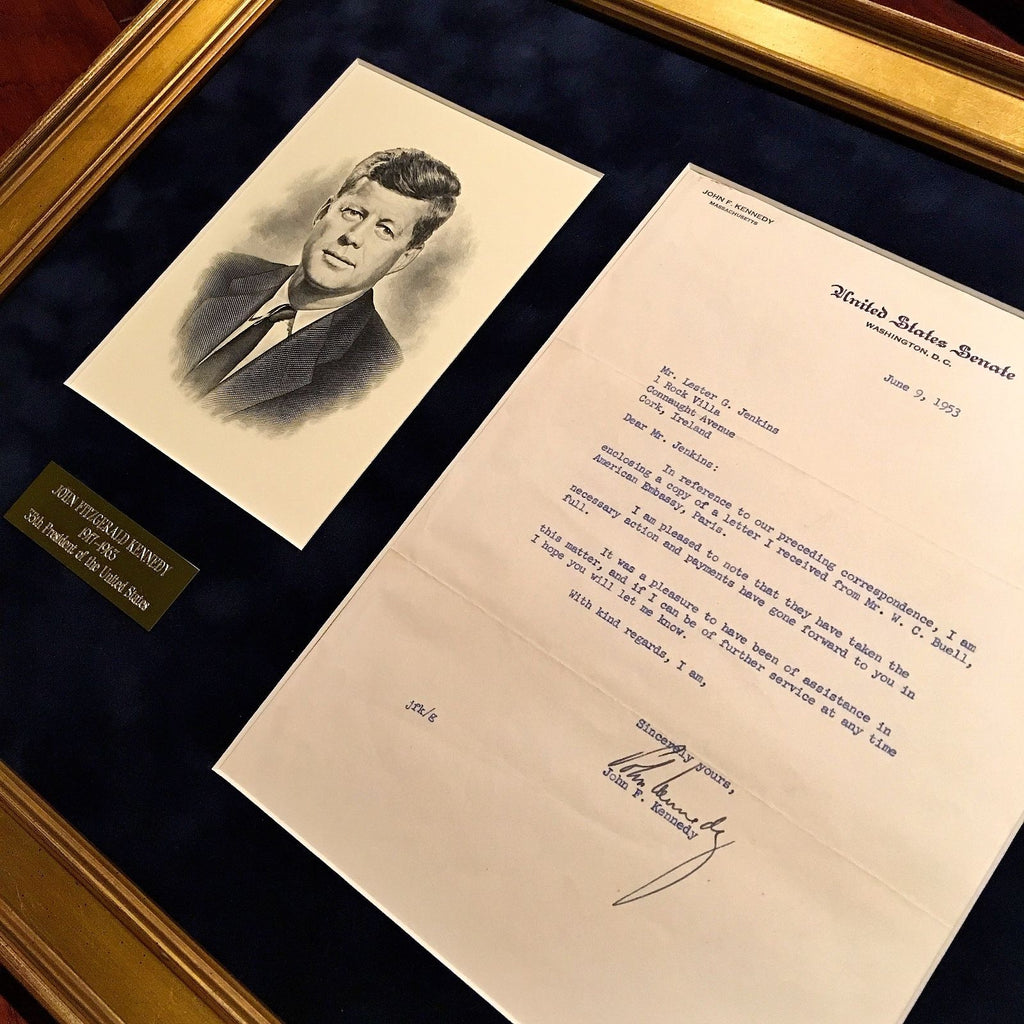 JOHN FITZGERALD KENNEDY
1917-1963
35th President of the United States
JOHN F. KENNEDY
MASSACHUSETTS
United States Senate
WASHINGTON, D. C.
June 9, 1953
Mr. Lester G. Jenkins
1 Rock Villa
Connaught Avenue
Cork, Ireland
Dear Mr. Jenkins:
In reference to our preceding correspondence, I am
enclosing a copy of a letter I received from Mr. W. C. Buell,
American Embassy, Paris.
I am pleased to note that they have taken the
necessary action and payments have gone forward to you in
full.
It was a pleasure to have been of assistance in
this matter, and if I can be of further service at any time
I hope you will let me know.
With kind regards, I am,
Sincerely yours,
John Kennedy
John F. Kennedy
jfk/g